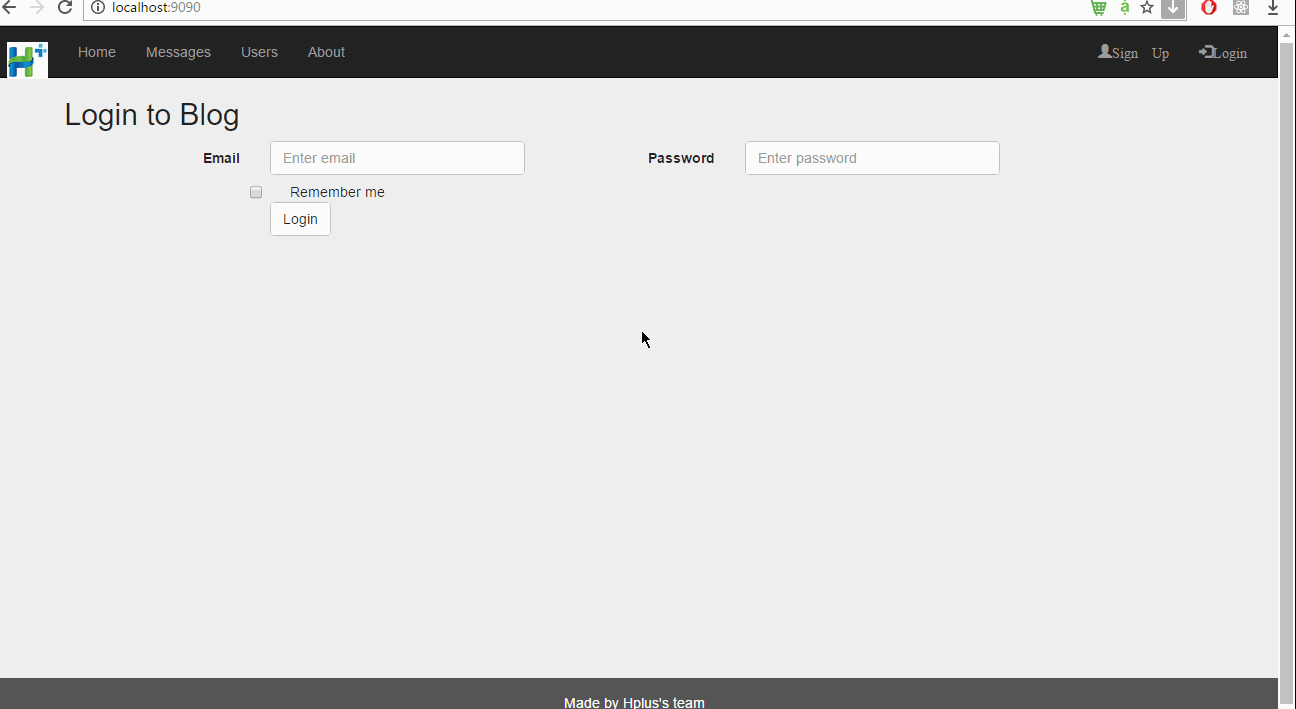 localhost:9090
H+
Home Messages Users About Sign Up Login
Login to Blog
Email Enter email Password Enter password
Remember me
Login
Made by Hplus's team